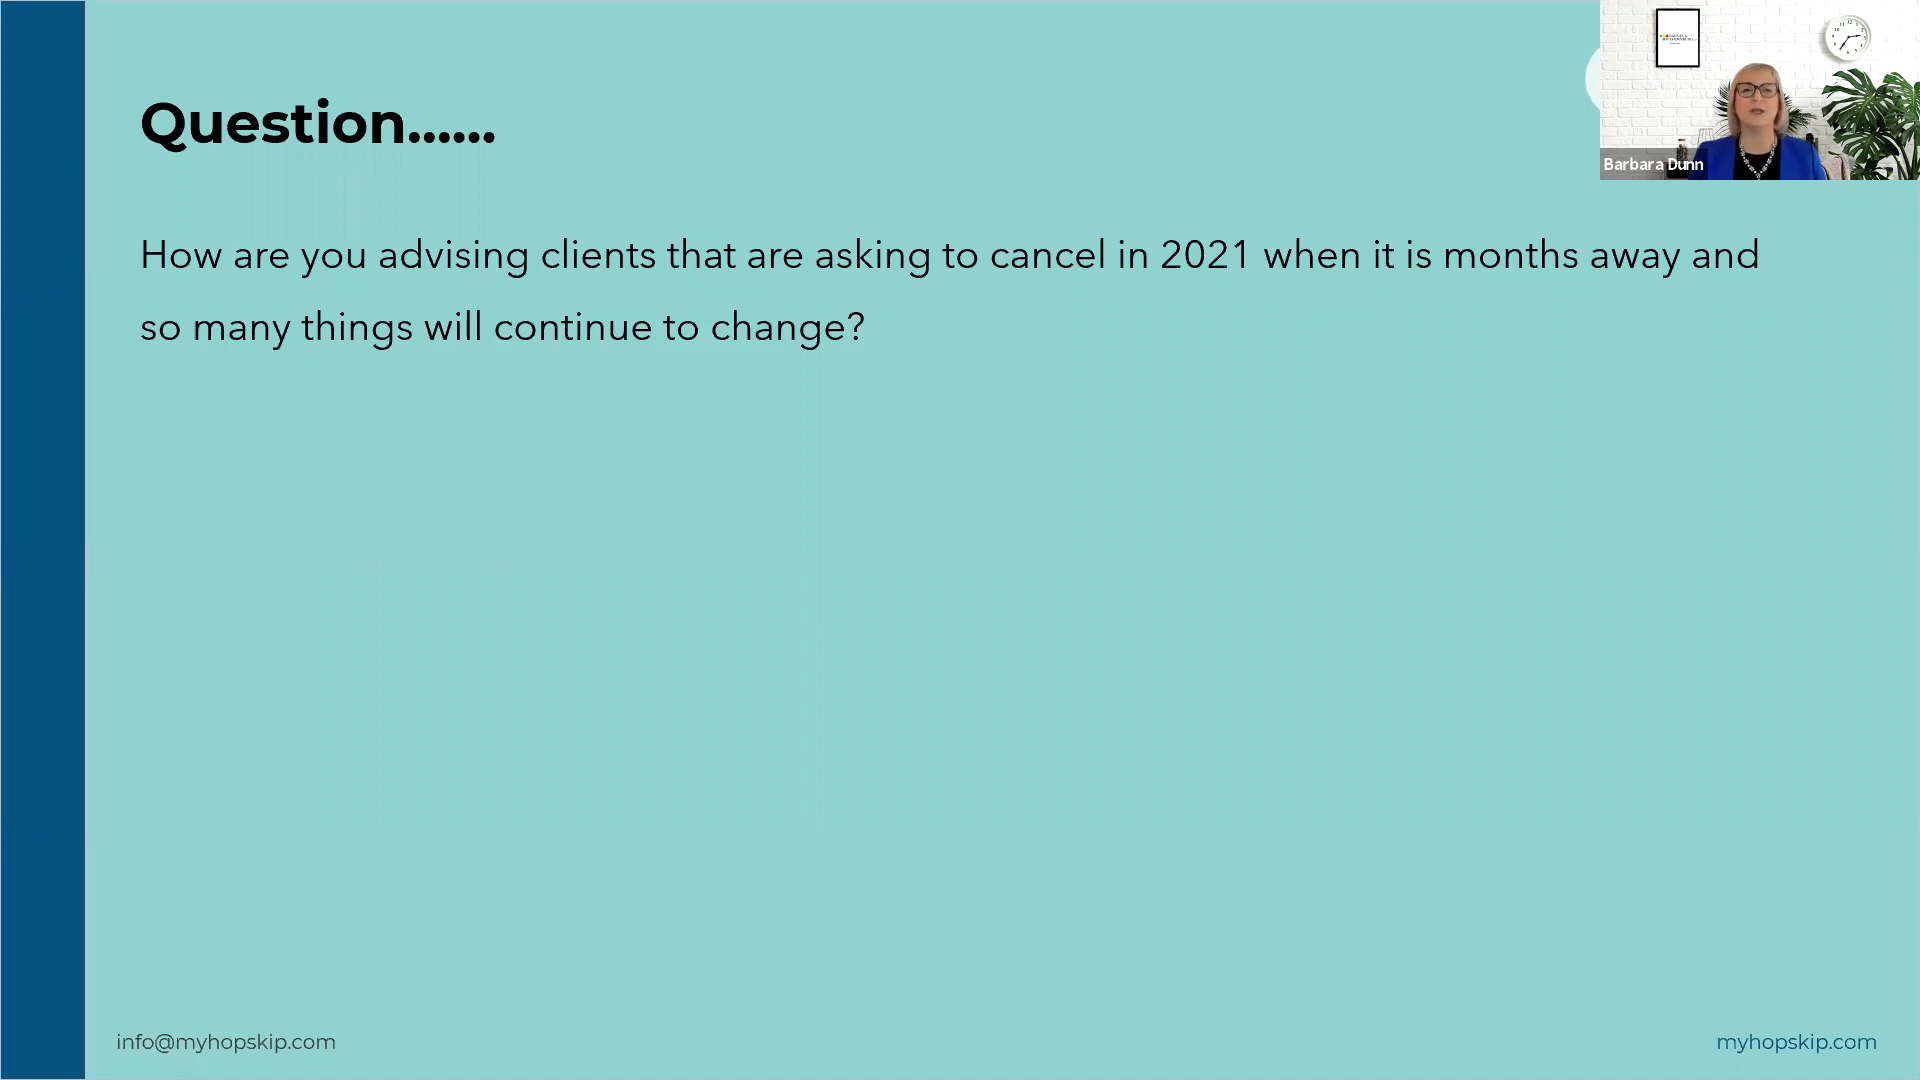 Question......
Barbara Dunn
How are you advising clients that are asking to cancel in 2021 when it is months away and
so many things will continue to change?
info@myhopskip.com
myhopskip.com